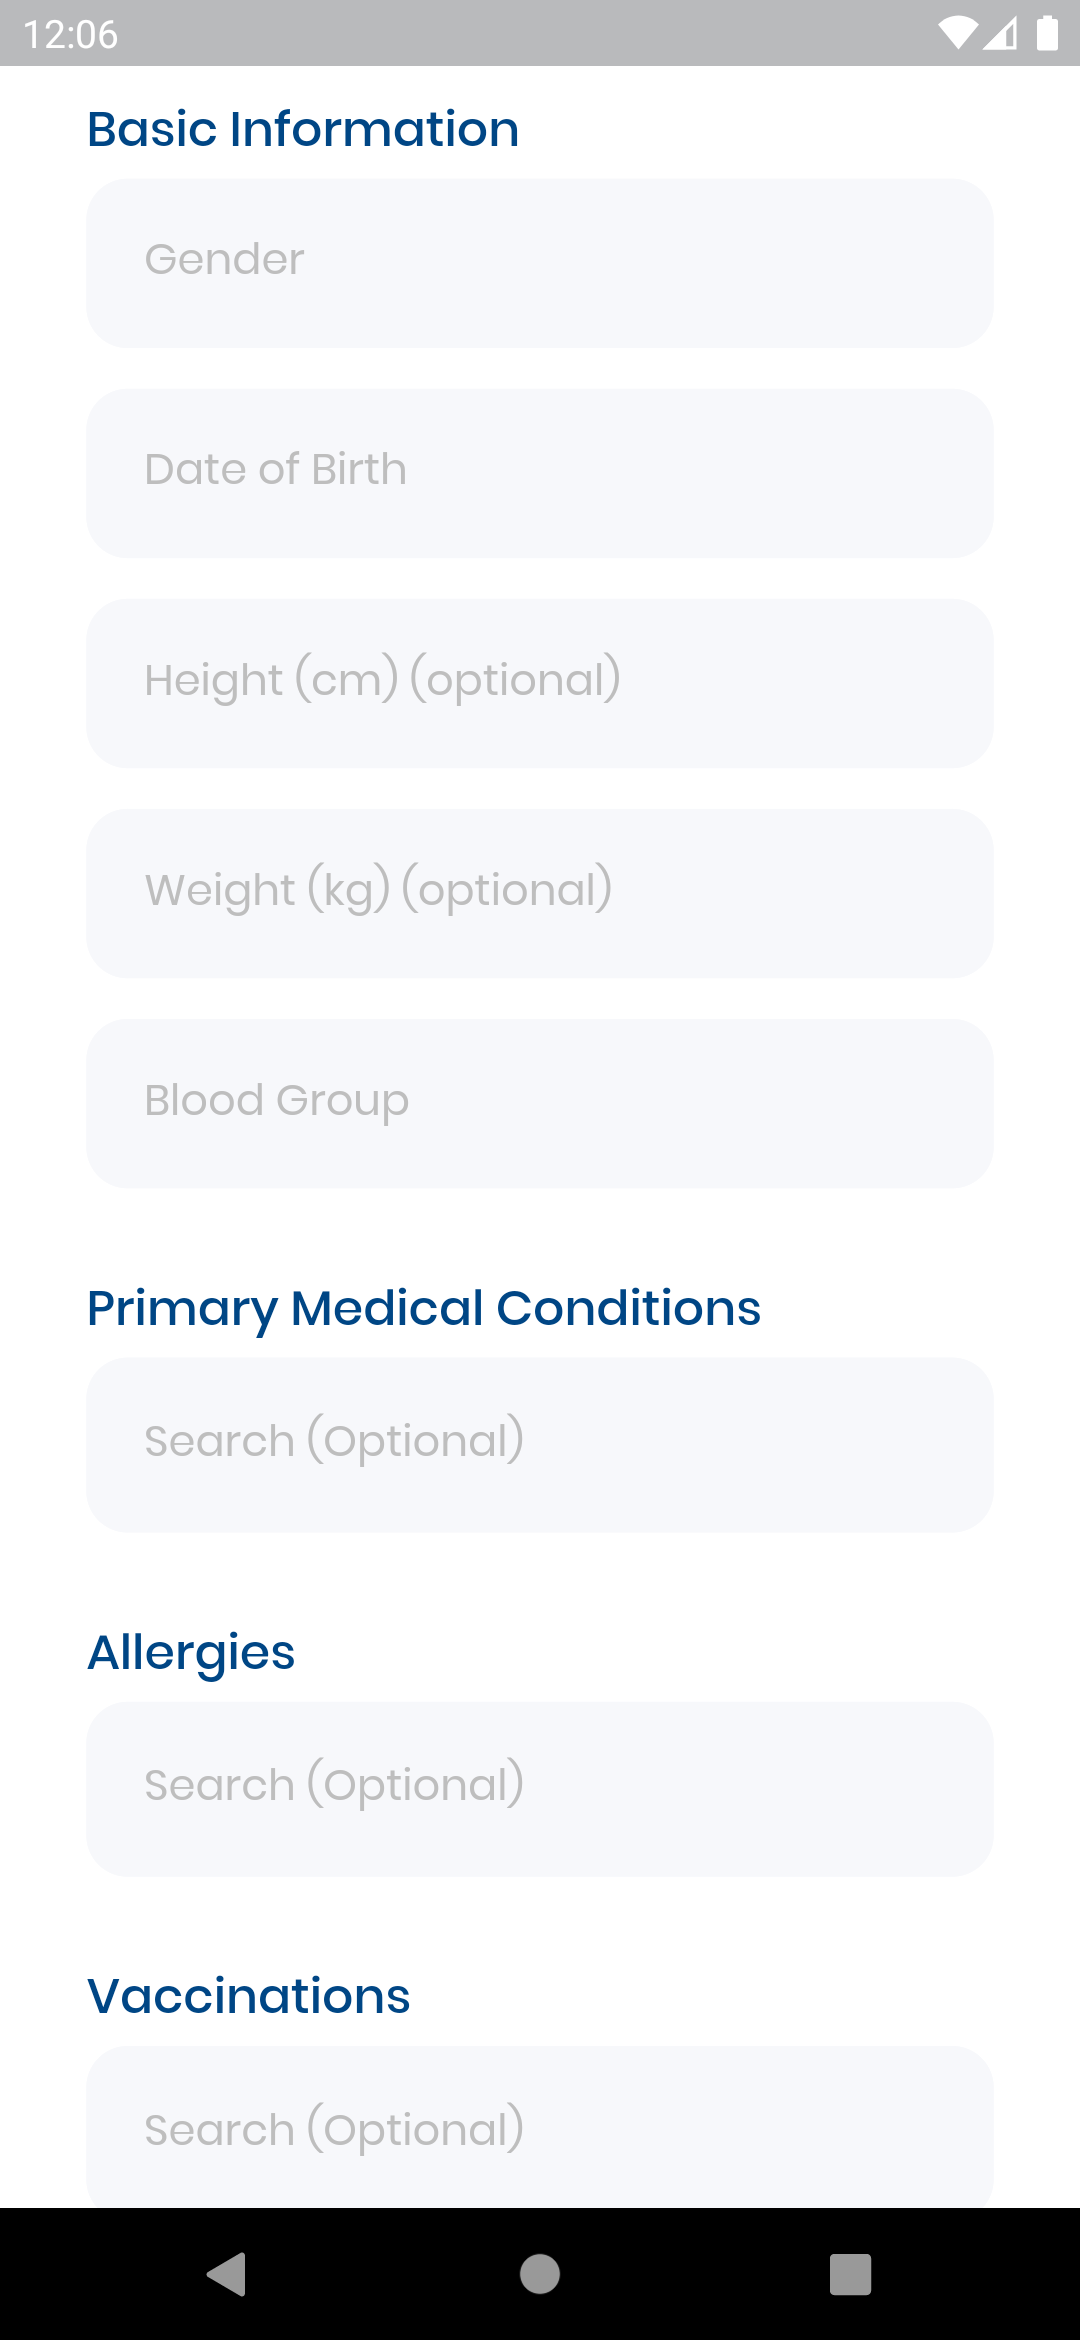 12:06
Basic Information
Gender
Date of Birth
Height (cm) (optional)
Weight (kg) (optional)
Blood Group
Primary Medical Conditions
Search (Optional)
Allergies
Search (Optional)
Vaccinations
Search (Optional)